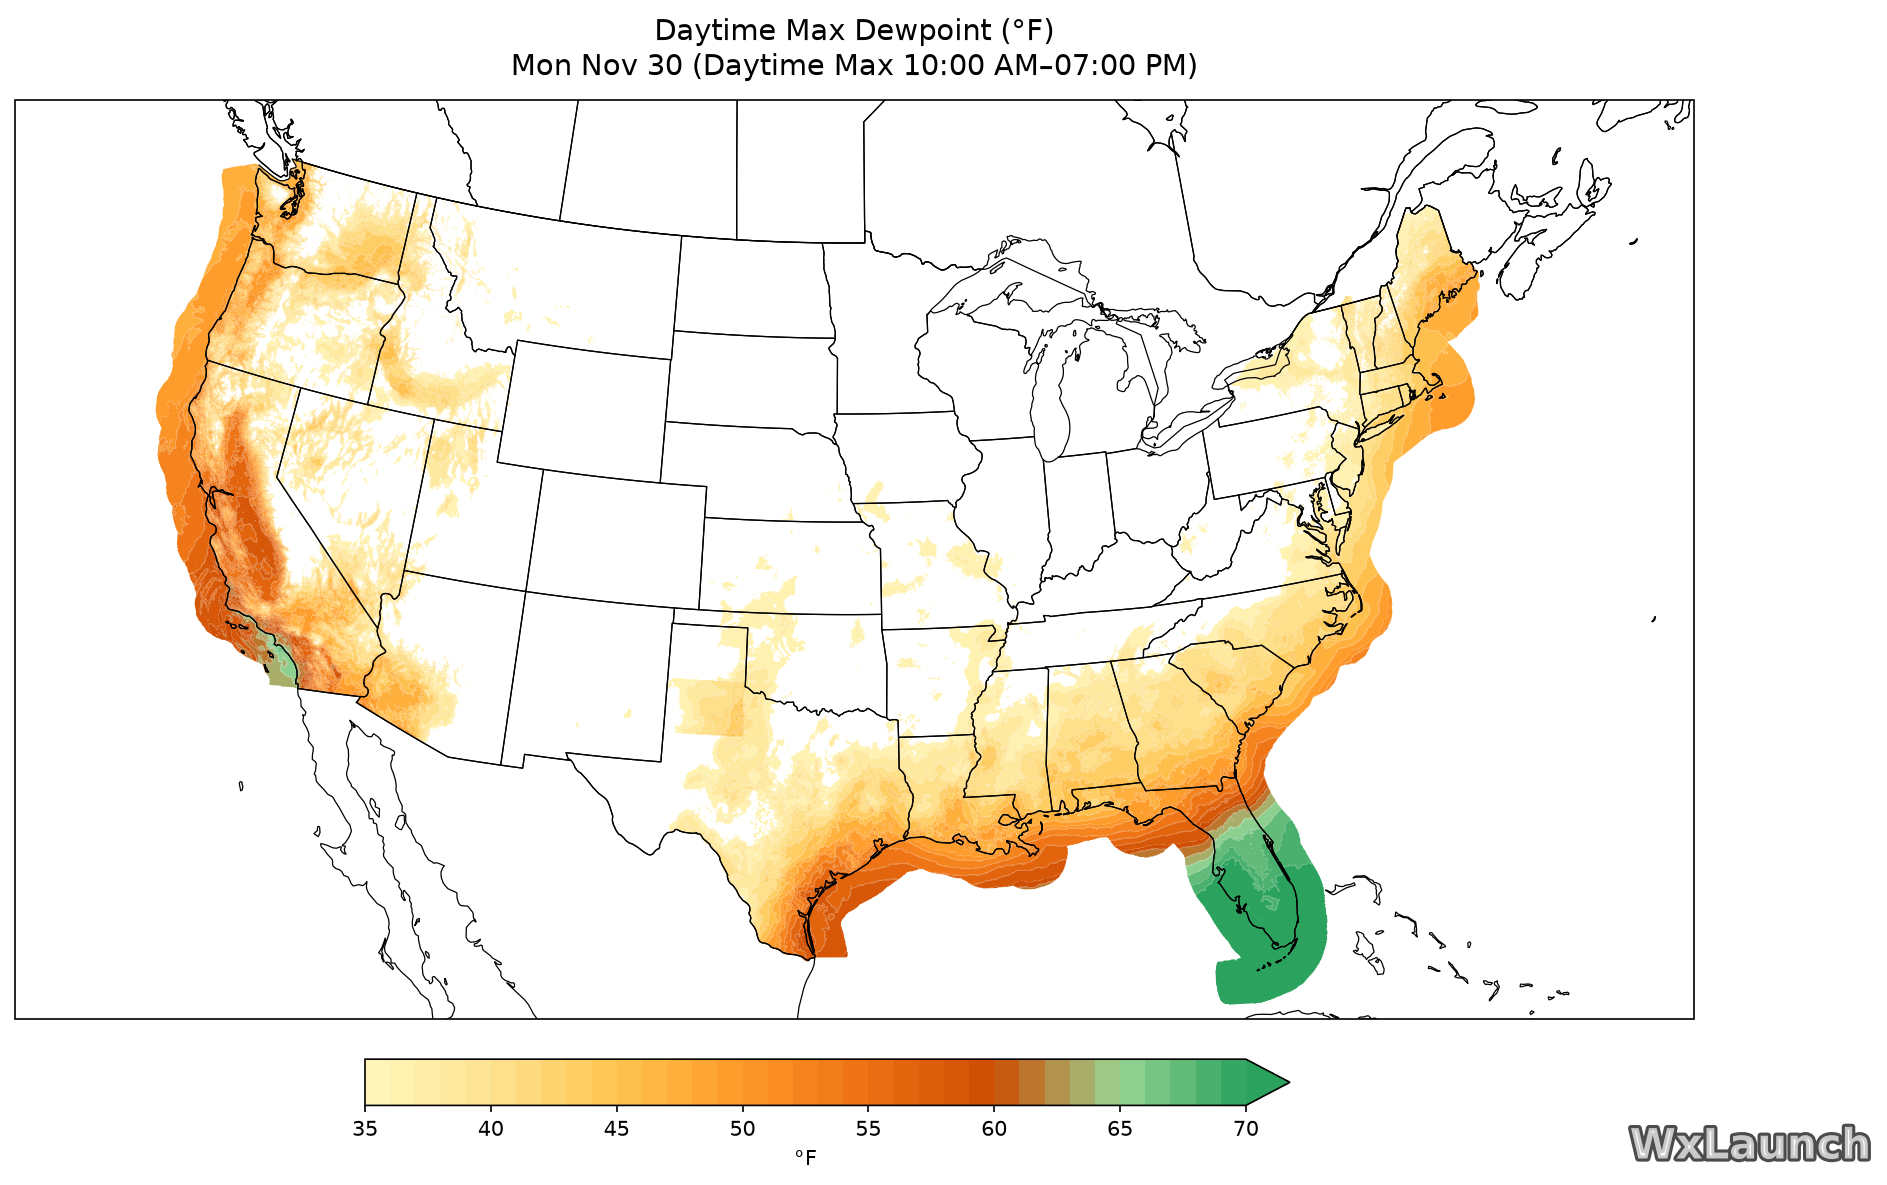 Daytime Max Dewpoint (°F)
Mon Nov 30 (Daytime Max 10:00 AM–07:00 PM)
35 40 45 50 55 60 65 70
°F
WxLaunch